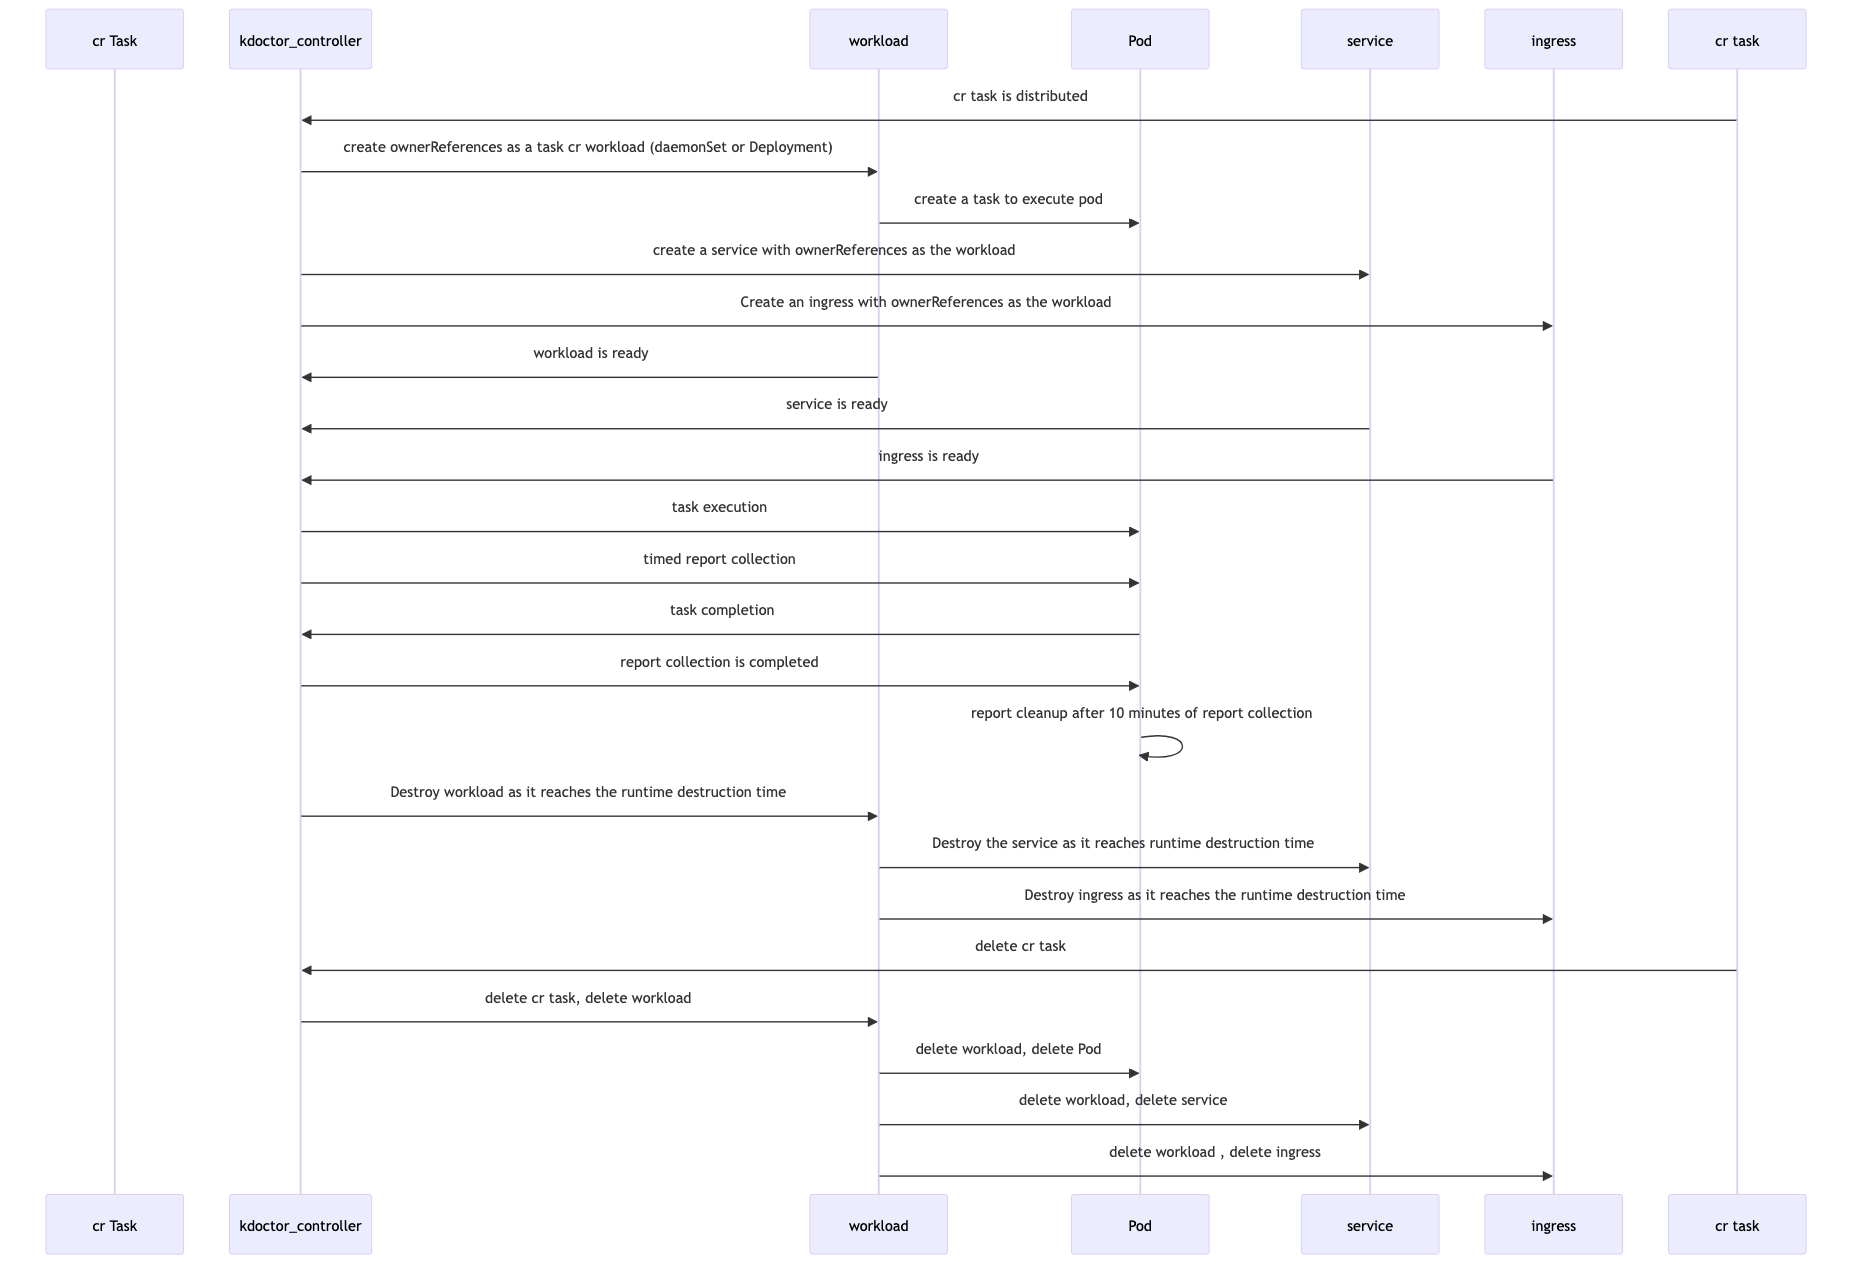 cr Task
kdoctor_controller
workload
Pod
service
ingress
cr task
cr task is distributed
create ownerReferences as a task cr workload (daemonSet or Deployment)
create a task to execute pod
create a service with ownerReferences as the workload
Create an ingress with ownerReferences as the workload
workload is ready
service is ready
ingress is ready
task execution
timed report collection
task completion
report collection is completed
report cleanup after 10 minutes of report collection
Destroy workload as it reaches the runtime destruction time
Destroy the service as it reaches runtime destruction time
Destroy ingress as it reaches the runtime destruction time
delete cr task
delete cr task, delete workload
delete workload, delete Pod
delete workload, delete service
delete workload , delete ingress
cr Task
kdoctor_controller
workload
Pod
service
ingress
cr task